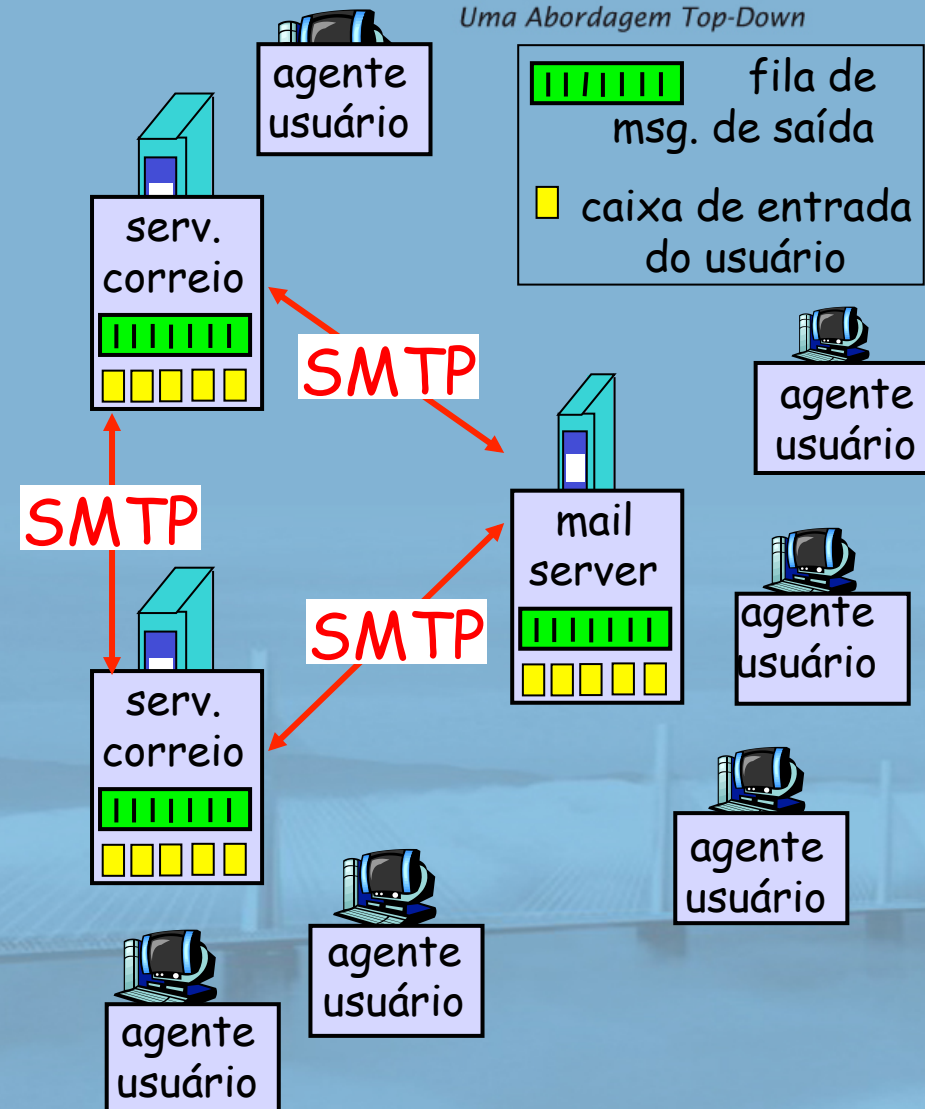 Uma Abordagem Top-Down
agente
usuário
fila de
msg. de saída
caixa de entrada
do usuário
serv.
correio
SMTP
agente
usuário
SMTP
mail
server
agente
usuário
SMTP
serv.
correio
agente
usuário
agente
usuário
agente
usuário